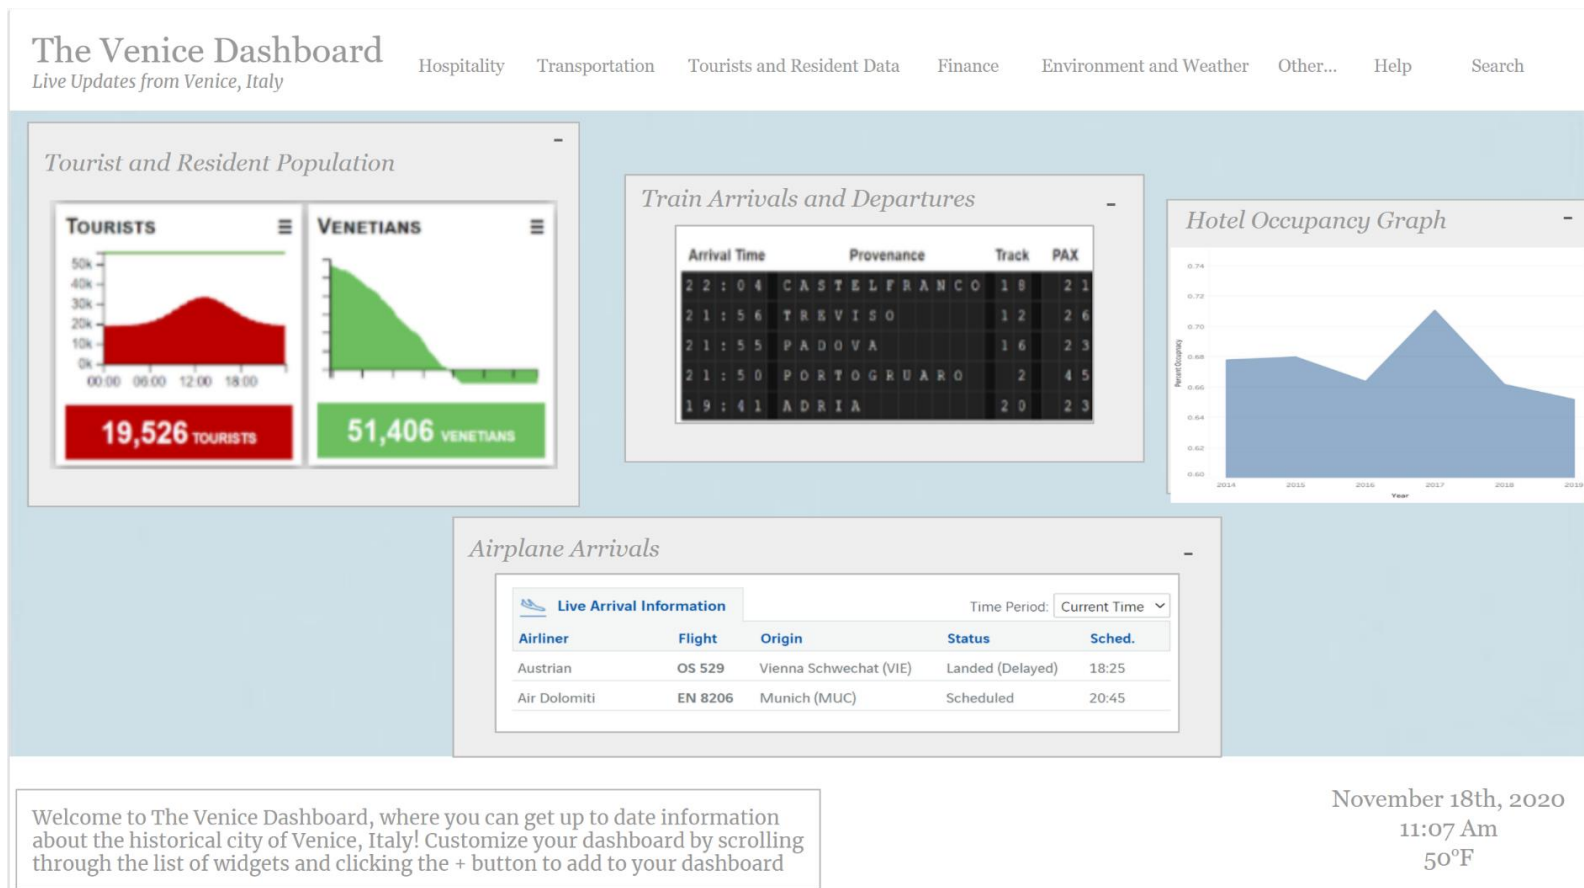 The Venice Dashboard
Live Updates from Venice, Italy
Hospitality Transportation Tourists and Resident Data Finance Environment and Weather Other... Help Search
Tourist and Resident Population
TOURISTS
50k
40k
30k
20k
10k
0k
00:00 06:00 12:00 18:00
19,526 TOURISTS
VENETIANS
51,406 VENETIANS
Train Arrivals and Departures
Arrival Time Provenance Track PAX
22:04 CASTELFRANCO 18 21
21:56 TREVISO 12 26
21:55 PADOVA 16 23
21:50 PORTOGRUARO 2 45
19:41 ADRIA 20 23
Hotel Occupancy Graph
Percent Occupancy
0.74
0.72
0.70
0.68
0.66
0.64
0.62
0.60
2014 2015 2016 2017 2018 2019
Year
Airplane Arrivals
Live Arrival Information
Time Period: Current Time
Airliner Flight Origin Status Sched.
Austrian OS 529 Vienna Schwechat (VIE) Landed (Delayed) 18:25
Air Dolomiti EN 8206 Munich (MUC) Scheduled 20:45
Welcome to The Venice Dashboard, where you can get up to date information
about the historical city of Venice, Italy! Customize your dashboard by scrolling
through the list of widgets and clicking the + button to add to your dashboard
November 18th, 2020
11:07 Am
50°F